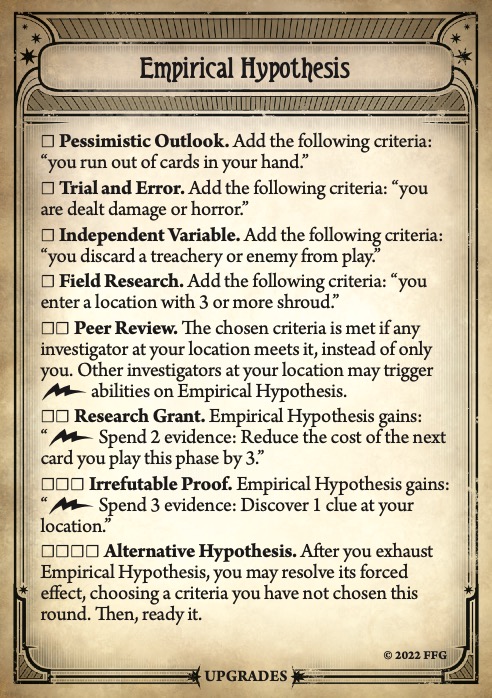 Empirical Hypothesis
☐ Pessimistic Outlook. Add the following criteria:
“you run out of cards in your hand.”
☐ Trial and Error. Add the following criteria: “you
are dealt damage or horror.”
☐ Independent Variable. Add the following criteria:
“you discard a treachery or enemy from play.”
☐ Field Research. Add the following criteria: “you
enter a location with 3 or more shroud.”
☐☐ Peer Review. The chosen criteria is met if any
investigator at your location meets it, instead of only
you. Other investigators at your location may trigger
abilities on Empirical Hypothesis.
☐☐ Research Grant. Empirical Hypothesis gains:
“ Spend 2 evidence: Reduce the cost of the next
card you play this phase by 3.”
☐☐☐ Irrefutable Proof. Empirical Hypothesis gains:
“ Spend 3 evidence: Discover 1 clue at your
location.”
☐☐☐☐ Alternative Hypothesis. After you exhaust
Empirical Hypothesis, you may resolve its forced
effect, choosing a criteria you have not chosen this
round. Then, ready it.
© 2022 FFG
UPGRADES